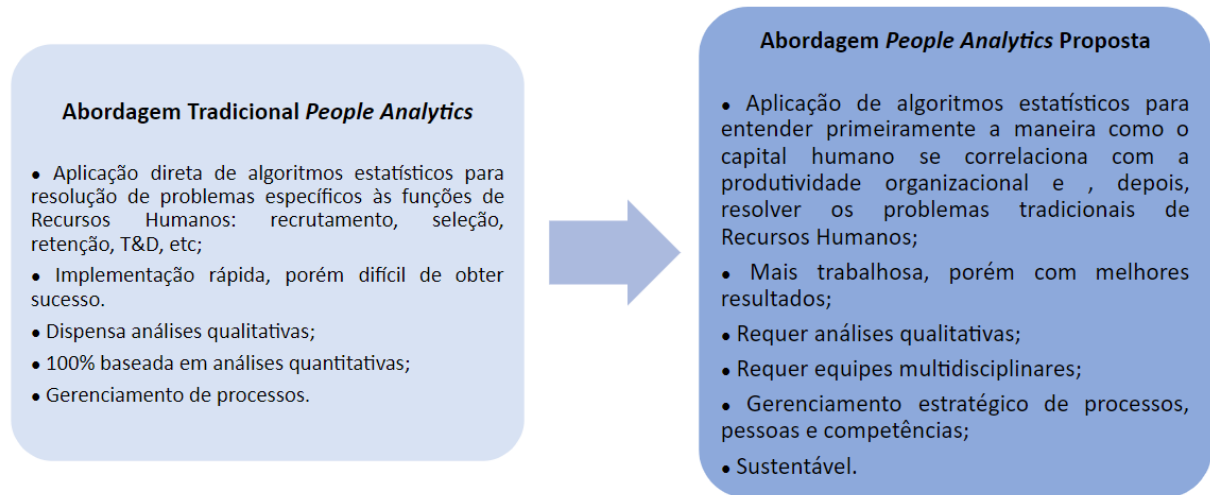 Abordagem Tradicional People Analytics
• Aplicação direta de algoritmos estatísticos para
resolução de problemas específicos às funções de
Recursos Humanos: recrutamento, seleção,
retenção, T&D, etc;
• Implementação rápida, porém difícil de obter
sucesso.
• Dispensa análises qualitativas;
• 100% baseada em análises quantitativas;
• Gerenciamento de processos.
Abordagem People Analytics Proposta
• Aplicação de algoritmos estatísticos para
entender primeiramente a maneira como o
capital humano se correlaciona com a
produtividade organizacional e , depois,
resolver os problemas tradicionais de
Recursos Humanos;
• Mais trabalhosa, porém com melhores
resultados;
• Requer análises qualitativas;
• Requer equipes multidisciplinares;
• Gerenciamento estratégico de processos,
pessoas e competências;
• Sustentável.